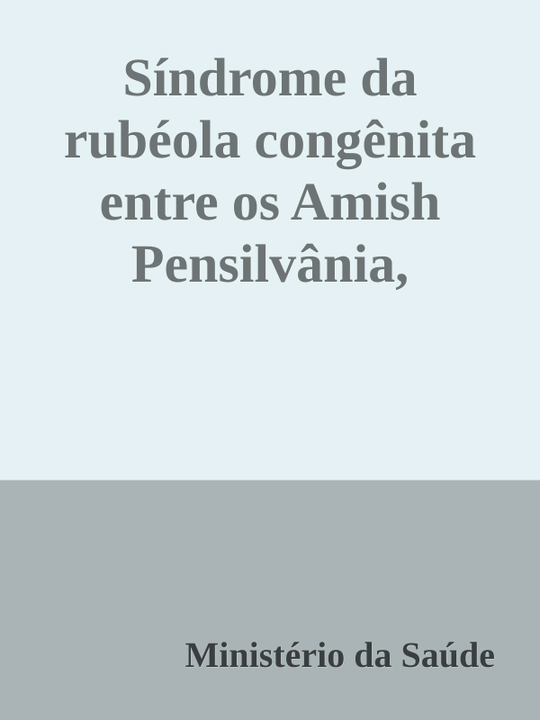 Síndrome da
rubéola congênita
entre os Amish
Pensilvânia,
Ministério da Saúde